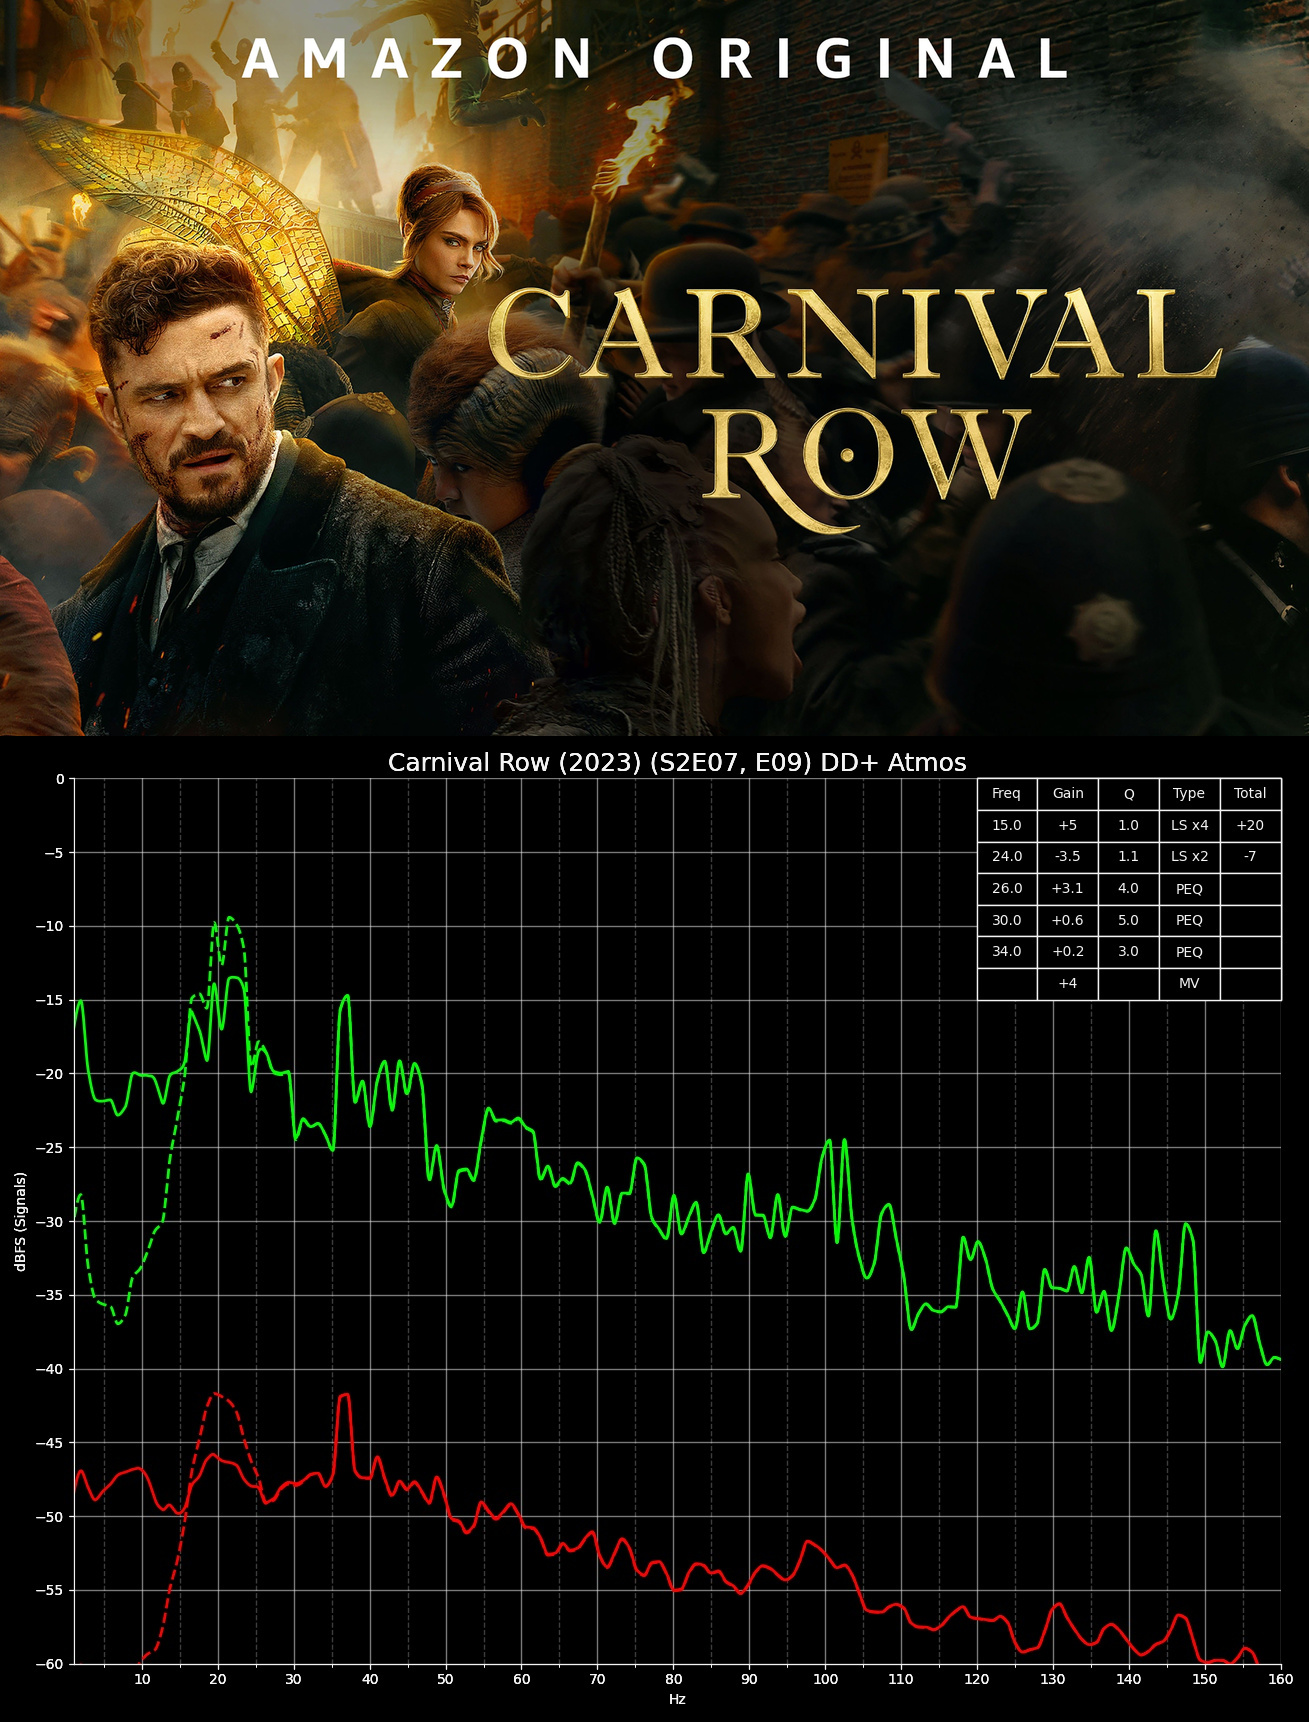 AMAZON ORIGINAL
CARNIVAL
ROW
Carnival Row (2023) (S2E07, E09) DD+ Atmos
Freq Gain Q Type Total
15.0 +5 1.0 LS x4 +20
24.0 -3.5 1.1 LS x2 -7
26.0 +3.1 4.0 PEQ
30.0 +0.6 5.0 PEQ
34.0 +0.2 3.0 PEQ
+4 MV
0
−5
−10
−15
−20
−25
−30
−35
−40
−45
−50
−55
−60
dBFS (Signals)
10 20 30 40 50 60 70 80 90 100 110 120 130 140 150 160
Hz